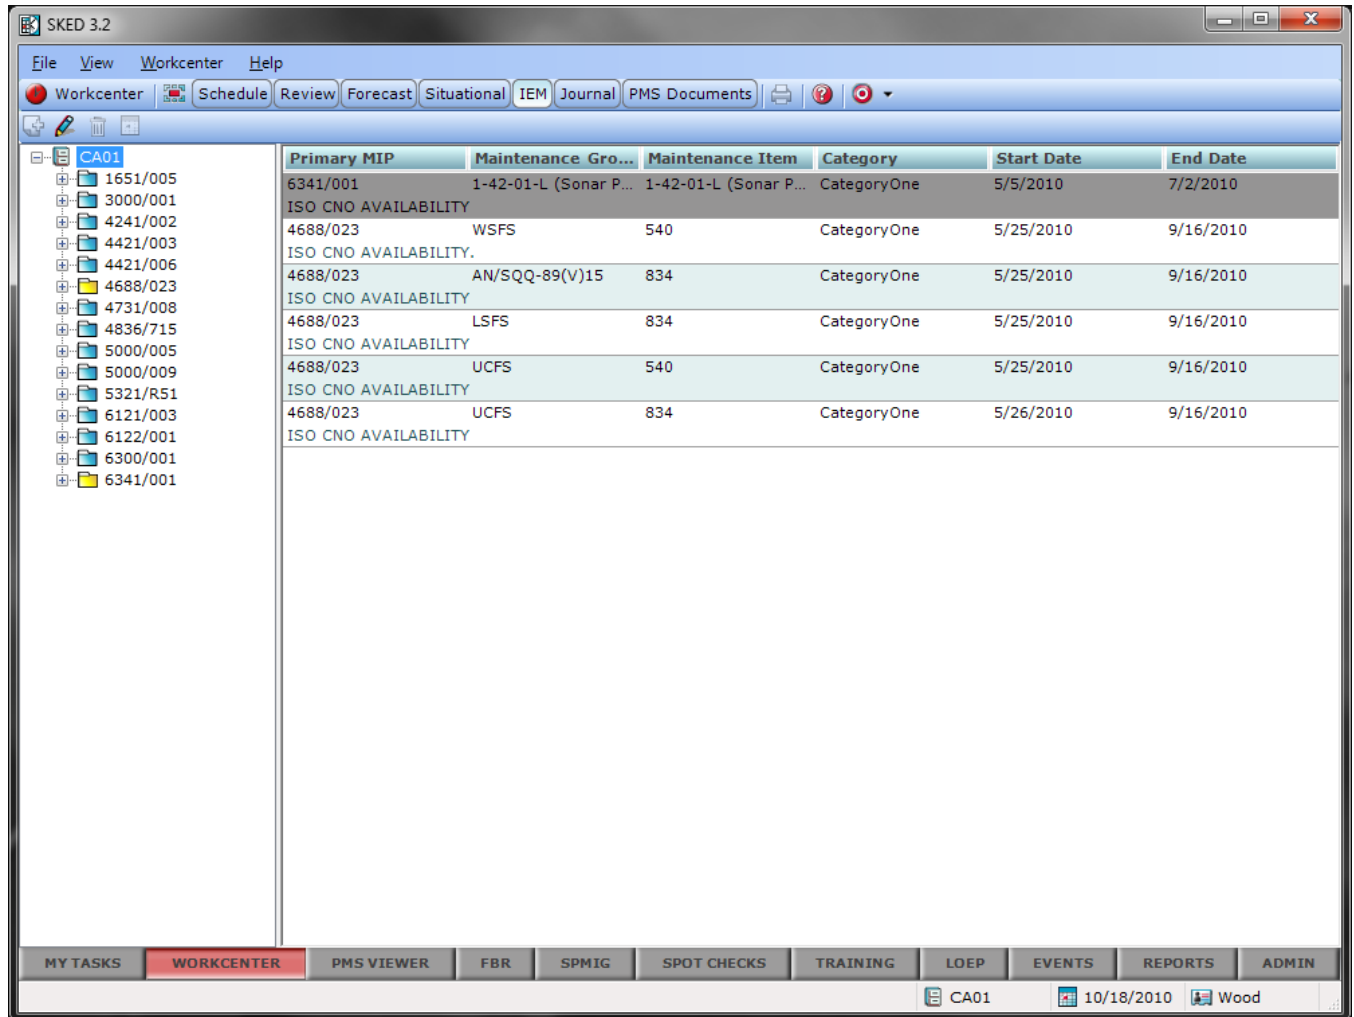 SKED 3.2
File View Workcenter Help
Workcenter Schedule Review Forecast Situational IEM Journal PMS Documents
CA01
1651/005
3000/001
4241/002
4421/003
4421/006
4688/023
4731/008
4836/715
5000/005
5000/009
5321/R51
6121/003
6122/001
6300/001
6341/001
Primary MIP Maintenance Gro... Maintenance Item Category Start Date End Date
6341/001 1-42-01-L (Sonar P... 1-42-01-L (Sonar P... CategoryOne 5/5/2010 7/2/2010
ISO CNO AVAILABILITY
4688/023 WSFS 540 CategoryOne 5/25/2010 9/16/2010
ISO CNO AVAILABILITY.
4688/023 AN/SQQ-89(V)15 834 CategoryOne 5/25/2010 9/16/2010
ISO CNO AVAILABILITY
4688/023 LSFS 834 CategoryOne 5/25/2010 9/16/2010
ISO CNO AVAILABILITY
4688/023 UCFS 540 CategoryOne 5/25/2010 9/16/2010
ISO CNO AVAILABILITY
4688/023 UCFS 834 CategoryOne 5/26/2010 9/16/2010
ISO CNO AVAILABILITY
MY TASKS WORKCENTER PMS VIEWER FBR SPMIG SPOT CHECKS TRAINING LOEP EVENTS REPORTS ADMIN
CA01 10/18/2010 Wood